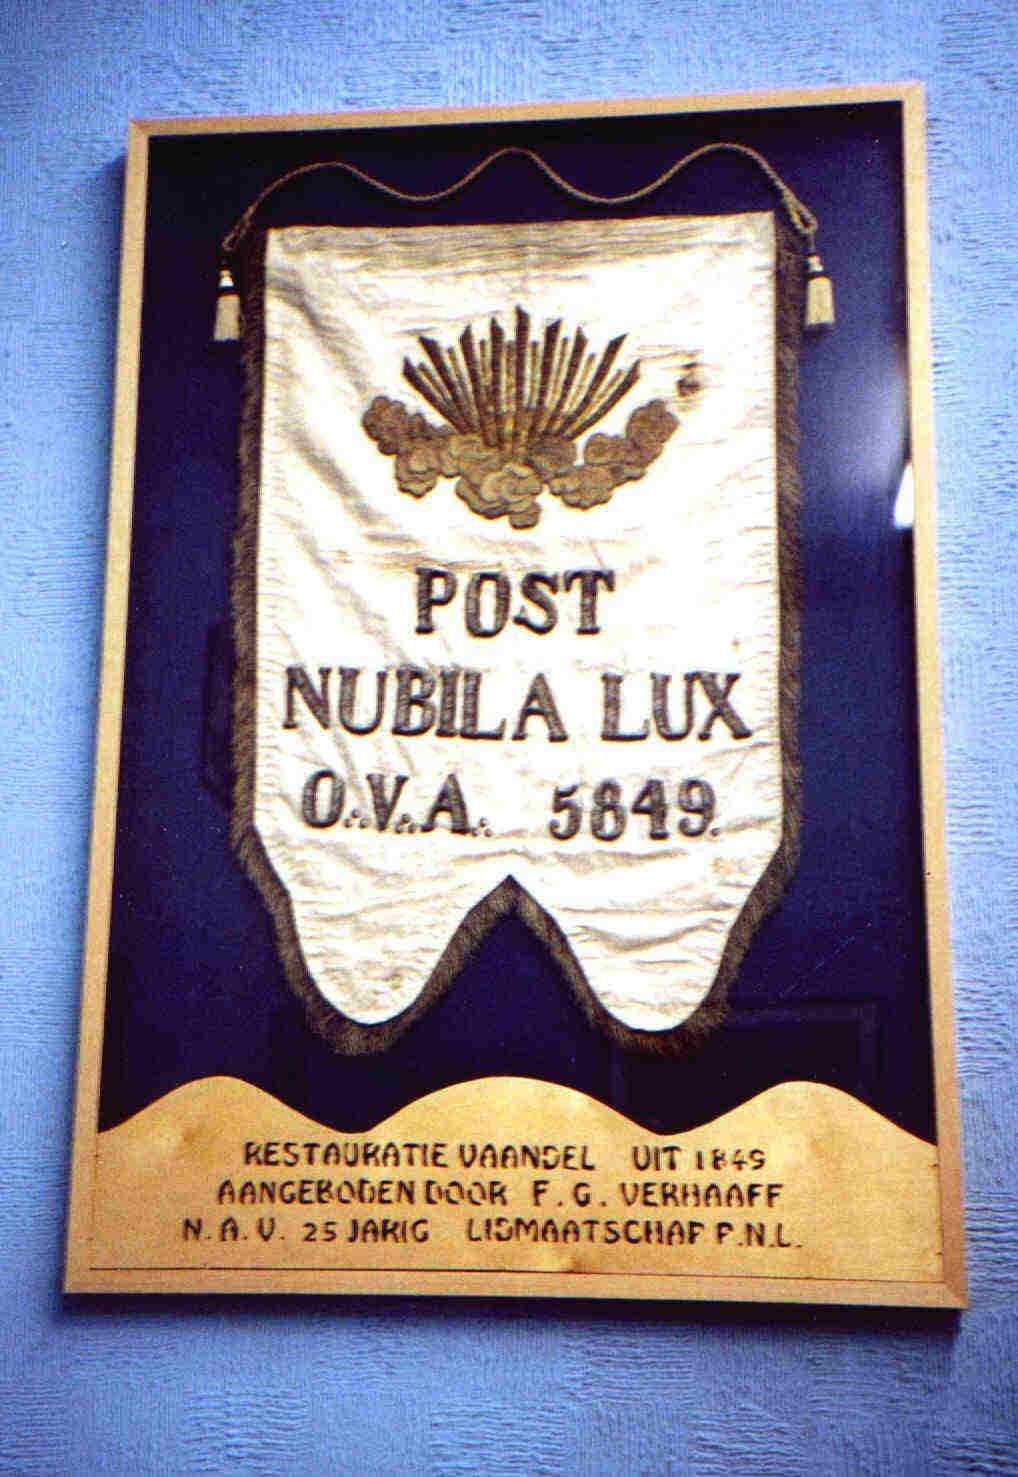 POST
NUBILA LUX
O∴V∴A∴ 5849.
RESTAURATIE VAANDEL UIT 1849
AANGEBODEN DOOR F.G. VERHAAFF
N.A.V. 25 JARIG LIDMAATSCHAP P.N.L.